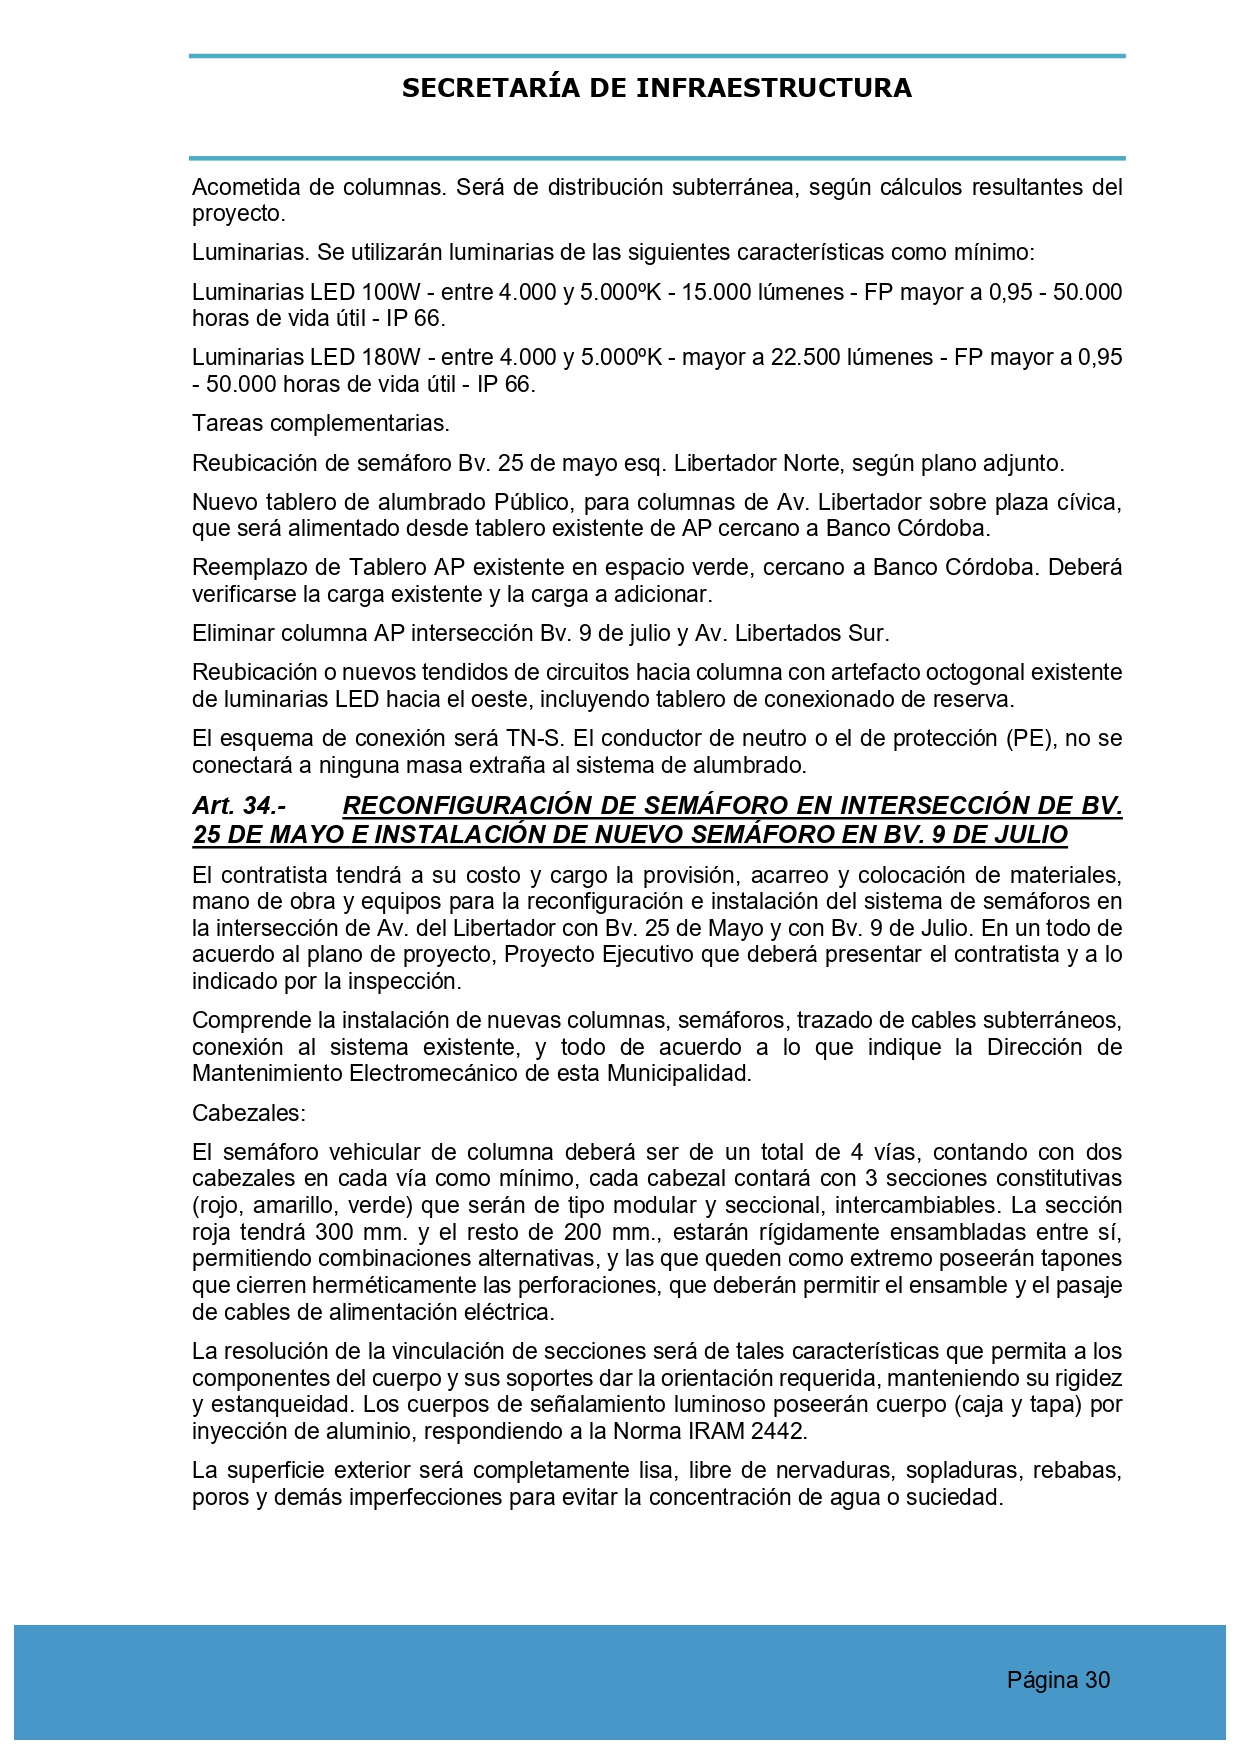 SECRETARÍA DE INFRAESTRUCTURA
Acometida de columnas. Será de distribución subterránea, según cálculos resultantes del
proyecto.
Luminarias. Se utilizarán luminarias de las siguientes características como mínimo:
Luminarias LED 100W - entre 4.000 y 5.000ºK - 15.000 lúmenes - FP mayor a 0,95 - 50.000
horas de vida útil - IP 66.
Luminarias LED 180W - entre 4.000 y 5.000ºK - mayor a 22.500 lúmenes - FP mayor a 0,95
- 50.000 horas de vida útil - IP 66.
Tareas complementarias.
Reubicación de semáforo Bv. 25 de mayo esq. Libertador Norte, según plano adjunto.
Nuevo tablero de alumbrado Público, para columnas de Av. Libertador sobre plaza cívica,
que será alimentado desde tablero existente de AP cercano a Banco Córdoba.
Reemplazo de Tablero AP existente en espacio verde, cercano a Banco Córdoba. Deberá
verificarse la carga existente y la carga a adicionar.
Eliminar columna AP intersección Bv. 9 de julio y Av. Libertados Sur.
Reubicación o nuevos tendidos de circuitos hacia columna con artefacto octogonal existente
de luminarias LED hacia el oeste, incluyendo tablero de conexionado de reserva.
El esquema de conexión será TN-S. El conductor de neutro o el de protección (PE), no se
conectará a ninguna masa extraña al sistema de alumbrado.
Art. 34.- RECONFIGURACIÓN DE SEMÁFORO EN INTERSECCIÓN DE BV.
25 DE MAYO E INSTALACIÓN DE NUEVO SEMÁFORO EN BV. 9 DE JULIO
El contratista tendrá a su costo y cargo la provisión, acarreo y colocación de materiales,
mano de obra y equipos para la reconfiguración e instalación del sistema de semáforos en
la intersección de Av. del Libertador con Bv. 25 de Mayo y con Bv. 9 de Julio. En un todo de
acuerdo al plano de proyecto, Proyecto Ejecutivo que deberá presentar el contratista y a lo
indicado por la inspección.
Comprende la instalación de nuevas columnas, semáforos, trazado de cables subterráneos,
conexión al sistema existente, y todo de acuerdo a lo que indique la Dirección de
Mantenimiento Electromecánico de esta Municipalidad.
Cabezales:
El semáforo vehicular de columna deberá ser de un total de 4 vías, contando con dos
cabezales en cada vía como mínimo, cada cabezal contará con 3 secciones constitutivas
(rojo, amarillo, verde) que serán de tipo modular y seccional, intercambiables. La sección
roja tendrá 300 mm. y el resto de 200 mm., estarán rígidamente ensambladas entre sí,
permitiendo combinaciones alternativas, y las que queden como extremo poseerán tapones
que cierren herméticamente las perforaciones, que deberán permitir el ensamble y el pasaje
de cables de alimentación eléctrica.
La resolución de la vinculación de secciones será de tales características que permita a los
componentes del cuerpo y sus soportes dar la orientación requerida, manteniendo su rigidez
y estanqueidad. Los cuerpos de señalamiento luminoso poseerán cuerpo (caja y tapa) por
inyección de aluminio, respondiendo a la Norma IRAM 2442.
La superficie exterior será completamente lisa, libre de nervaduras, sopladuras, rebabas,
poros y demás imperfecciones para evitar la concentración de agua o suciedad.
Página 30